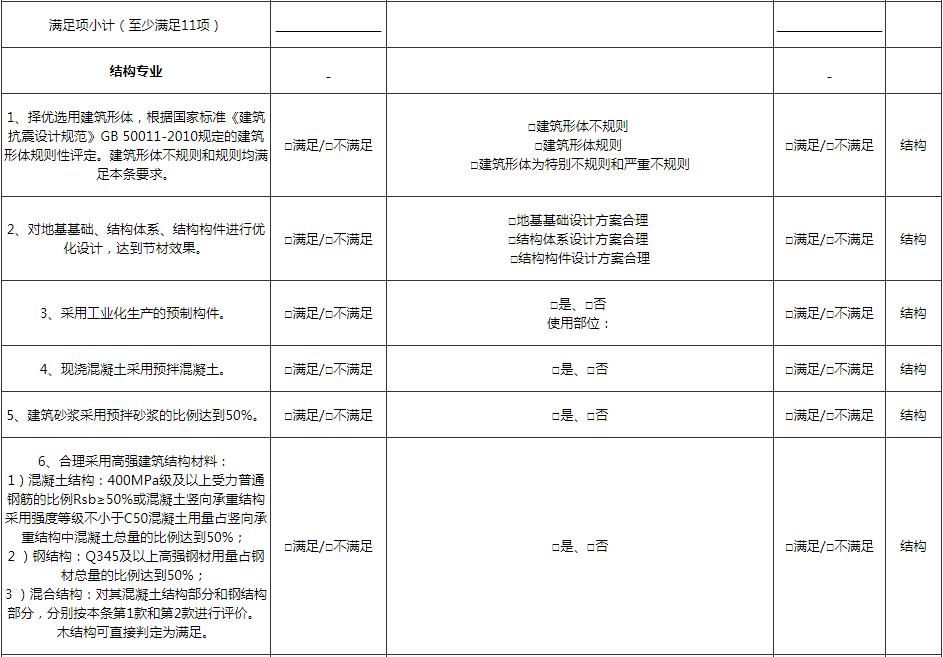 满足项小计（至少满足11项）
结构专业
-
-
1、择优选用建筑形体，根据国家标准《建筑
抗震设计规范》GB 50011-2010规定的建筑
形体规则性评定。建筑形体不规则和规则均满
足本条要求。
□满足/□不满足
□建筑形体不规则
□建筑形体规则
□建筑形体为特别不规则和严重不规则
□满足/□不满足
结构
2、对地基基础、结构体系、结构构件进行优
化设计，达到节材效果。
□满足/□不满足
□地基基础设计方案合理
□结构体系设计方案合理
□结构构件设计方案合理
□满足/□不满足
结构
3、采用工业化生产的预制构件。
□满足/□不满足
□是、□否
使用部位：
□满足/□不满足
结构
4、现浇混凝土采用预拌混凝土。
□满足/□不满足
□是、□否
□满足/□不满足
结构
5、建筑砂浆采用预拌砂浆的比例达到50%。
□满足/□不满足
□是、□否
□满足/□不满足
结构
6、合理采用高强建筑结构材料：
1）混凝土结构：400MPa级及以上受力普通
钢筋的比例Rsb≥50%或混凝土竖向承重结构
采用强度等级不小于C50混凝土用量占竖向承
重结构中混凝土总量的比例达到50%；
2 ）钢结构：Q345及以上高强钢材用量占钢
材总量的比例达到50%；
3 ）混合结构：对其混凝土结构部分和钢结构
部分，分别按本条第1款和第2款进行评价。
木结构可直接判定为满足。
□满足/□不满足
□是、□否
□满足/□不满足
结构